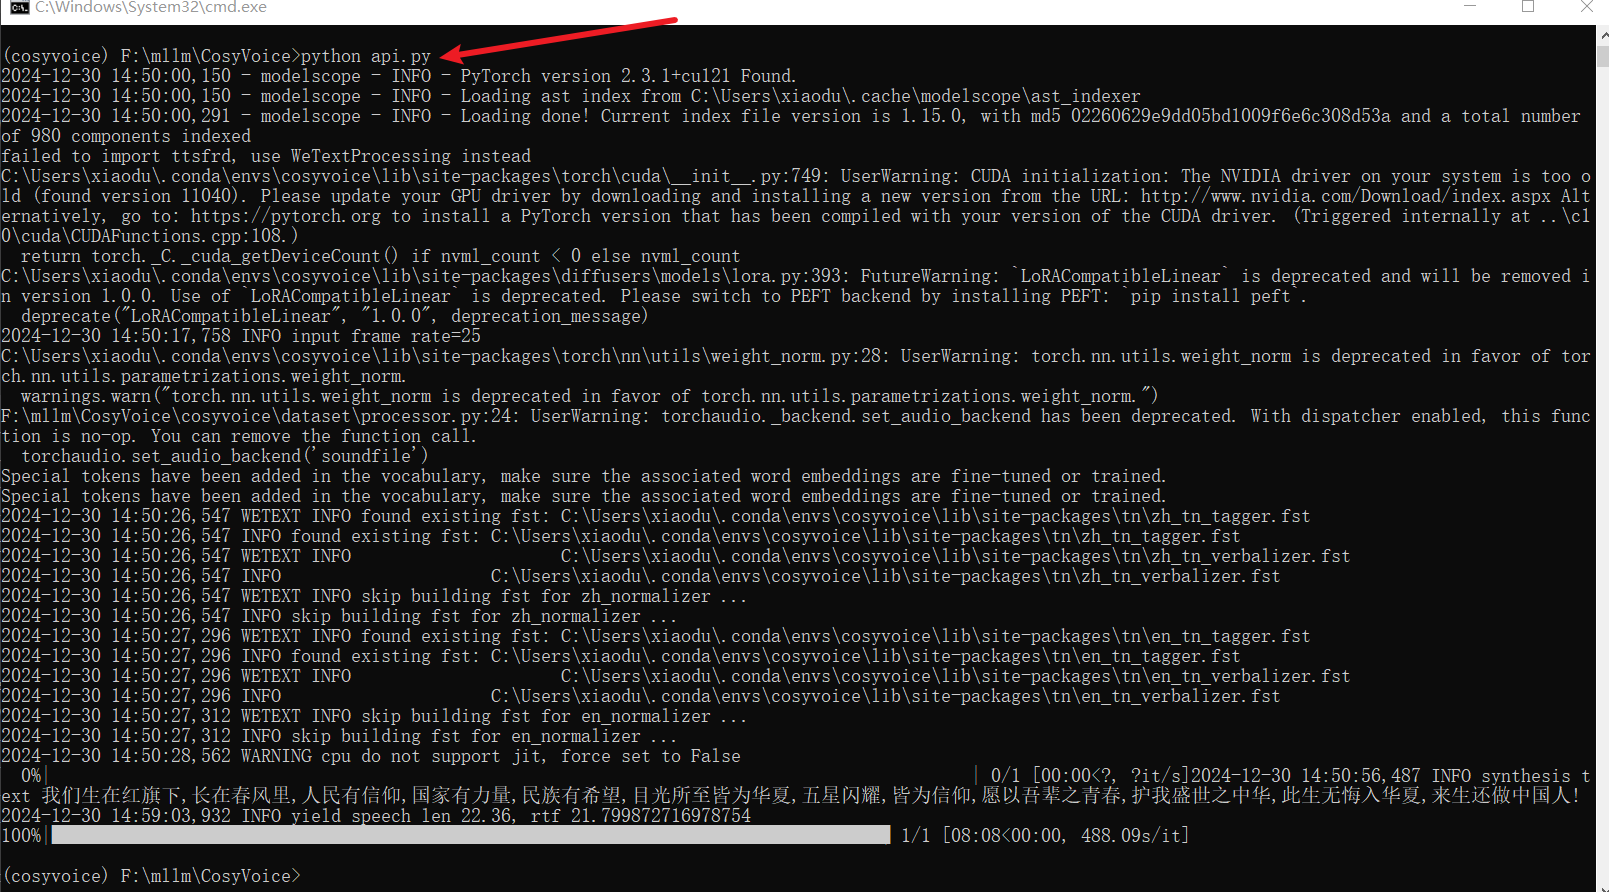 C:\Windows\System32\cmd.exe
(cosyvoice) F:\mllm\CosyVoice>python api.py
2024-12-30 14:50:00,150 - modelscope - INFO - PyTorch version 2.3.1+cu121 Found.
2024-12-30 14:50:00,150 - modelscope - INFO - Loading ast index from C:\Users\xiaodu\.cache\modelscope\ast_indexer
2024-12-30 14:50:00,291 - modelscope - INFO - Loading done! Current index file version is 1.15.0, with md5 02260629e9dd05bd1009f6e6c308d53a and a total number
of 980 components indexed
failed to import ttsfrd, use WeTextProcessing instead
C:\Users\xiaodu\.conda\envs\cosyvoice\lib\site-packages\torch\cuda\__init__.py:749: UserWarning: CUDA initialization: The NVIDIA driver on your system is too o
ld (found version 11040). Please update your GPU driver by downloading and installing a new version from the URL: http://www.nvidia.com/Download/index.aspx Alt
ernatively, go to: https://pytorch.org to install a PyTorch version that has been compiled with your version of the CUDA driver. (Triggered internally at ..\c1
0\cuda\CUDAFunctions.cpp:108.)
  return torch._C._cuda_getDeviceCount() if nvml_count < 0 else nvml_count
C:\Users\xiaodu\.conda\envs\cosyvoice\lib\site-packages\diffusers\models\lora.py:393: FutureWarning: `LoRACompatibleLinear` is deprecated and will be removed i
n version 1.0.0. Use of `LoRACompatibleLinear` is deprecated. Please switch to PEFT backend by installing PEFT: `pip install peft`.
  deprecate("LoRACompatibleLinear", "1.0.0", deprecation_message)
2024-12-30 14:50:17,758 INFO input frame rate=25
C:\Users\xiaodu\.conda\envs\cosyvoice\lib\site-packages\torch\nn\utils\weight_norm.py:28: UserWarning: torch.nn.utils.weight_norm is deprecated in favor of tor
ch.nn.utils.parametrizations.weight_norm.
  warnings.warn("torch.nn.utils.weight_norm is deprecated in favor of torch.nn.utils.parametrizations.weight_norm.")
F:\mllm\CosyVoice\cosyvoice\dataset\processor.py:24: UserWarning: torchaudio._backend.set_audio_backend has been deprecated. With dispatcher enabled, this func
tion is no-op. You can remove the function call.
  torchaudio.set_audio_backend('soundfile')
Special tokens have been added in the vocabulary, make sure the associated word embeddings are fine-tuned or trained.
Special tokens have been added in the vocabulary, make sure the associated word embeddings are fine-tuned or trained.
2024-12-30 14:50:26,547 WETEXT INFO found existing fst: C:\Users\xiaodu\.conda\envs\cosyvoice\lib\site-packages\tn\zh_tn_tagger.fst
2024-12-30 14:50:26,547 INFO found existing fst: C:\Users\xiaodu\.conda\envs\cosyvoice\lib\site-packages\tn\zh_tn_tagger.fst
2024-12-30 14:50:26,547 WETEXT INFO                     C:\Users\xiaodu\.conda\envs\cosyvoice\lib\site-packages\tn\zh_tn_verbalizer.fst
2024-12-30 14:50:26,547 INFO                     C:\Users\xiaodu\.conda\envs\cosyvoice\lib\site-packages\tn\zh_tn_verbalizer.fst
2024-12-30 14:50:26,547 WETEXT INFO skip building fst for zh_normalizer ...
2024-12-30 14:50:26,547 INFO skip building fst for zh_normalizer ...
2024-12-30 14:50:27,296 WETEXT INFO found existing fst: C:\Users\xiaodu\.conda\envs\cosyvoice\lib\site-packages\tn\en_tn_tagger.fst
2024-12-30 14:50:27,296 INFO found existing fst: C:\Users\xiaodu\.conda\envs\cosyvoice\lib\site-packages\tn\en_tn_tagger.fst
2024-12-30 14:50:27,296 WETEXT INFO                     C:\Users\xiaodu\.conda\envs\cosyvoice\lib\site-packages\tn\en_tn_verbalizer.fst
2024-12-30 14:50:27,296 INFO                     C:\Users\xiaodu\.conda\envs\cosyvoice\lib\site-packages\tn\en_tn_verbalizer.fst
2024-12-30 14:50:27,312 WETEXT INFO skip building fst for en_normalizer ...
2024-12-30 14:50:27,312 INFO skip building fst for en_normalizer ...
2024-12-30 14:50:28,562 WARNING cpu do not support jit, force set to False
  0%|                                                    | 0/1 [00:00<?, ?it/s]2024-12-30 14:50:56,487 INFO synthesis t
ext 我们生在红旗下,长在春风里,人民有信仰,国家有力量,民族有希望,目光所至皆为华夏,五星闪耀,皆为信仰,愿以吾辈之青春,护我盛世之中华,此生无悔入华夏,来生还做中国人!
2024-12-30 14:59:03,932 INFO yield speech len 22.36, rtf 21.799872716978754
100%| 1/1 [08:08<00:00, 488.09s/it]
(cosyvoice) F:\mllm\CosyVoice>